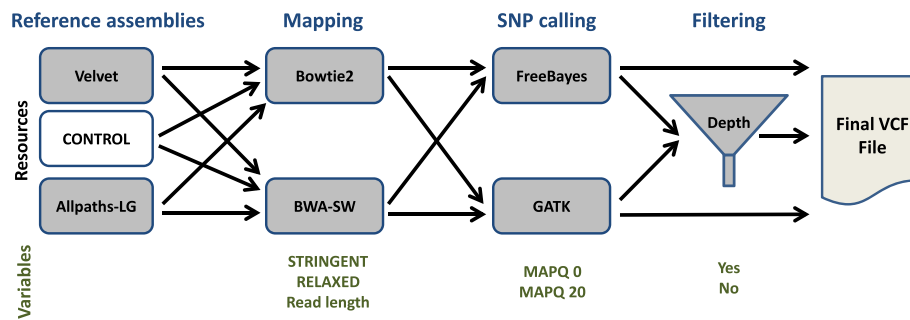 Reference assemblies
Mapping
SNP calling
Filtering
Resources
Velvet
CONTROL
Allpaths-LG
Bowtie2
BWA-SW
FreeBayes
GATK
Depth
Final VCF
File
Variables
STRINGENT
RELAXED
Read length
MAPQ 0
MAPQ 20
Yes
No